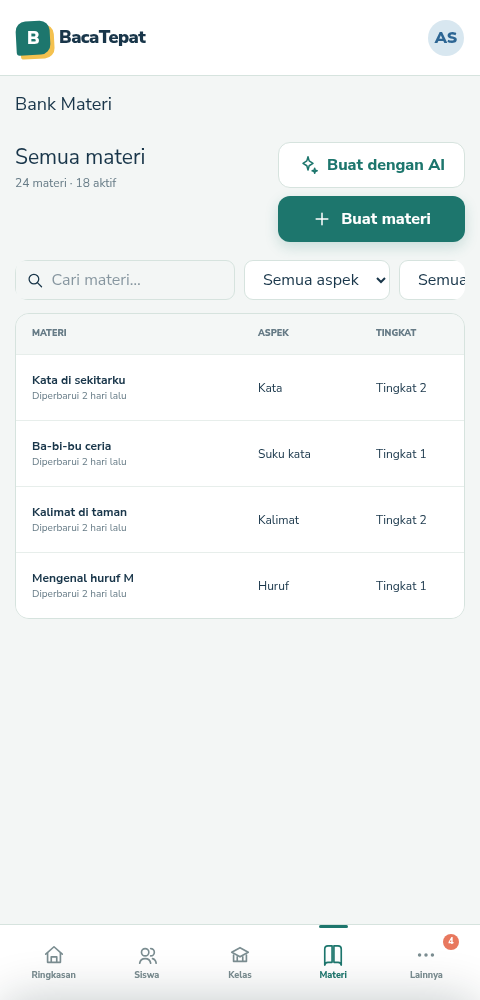 B BacaTepat
AS
Bank Materi
Semua materi
24 materi · 18 aktif
Buat dengan AI
Buat materi
Cari materi...
Semua aspek
Semua
MATERI ASPEK TINGKAT
Kata di sekitarku
Diperbarui 2 hari lalu
Kata Tingkat 2
Ba-bi-bu ceria
Diperbarui 2 hari lalu
Suku kata Tingkat 1
Kalimat di taman
Diperbarui 2 hari lalu
Kalimat Tingkat 2
Mengenal huruf M
Diperbarui 2 hari lalu
Huruf Tingkat 1
4
Ringkasan Siswa Kelas Materi Lainnya